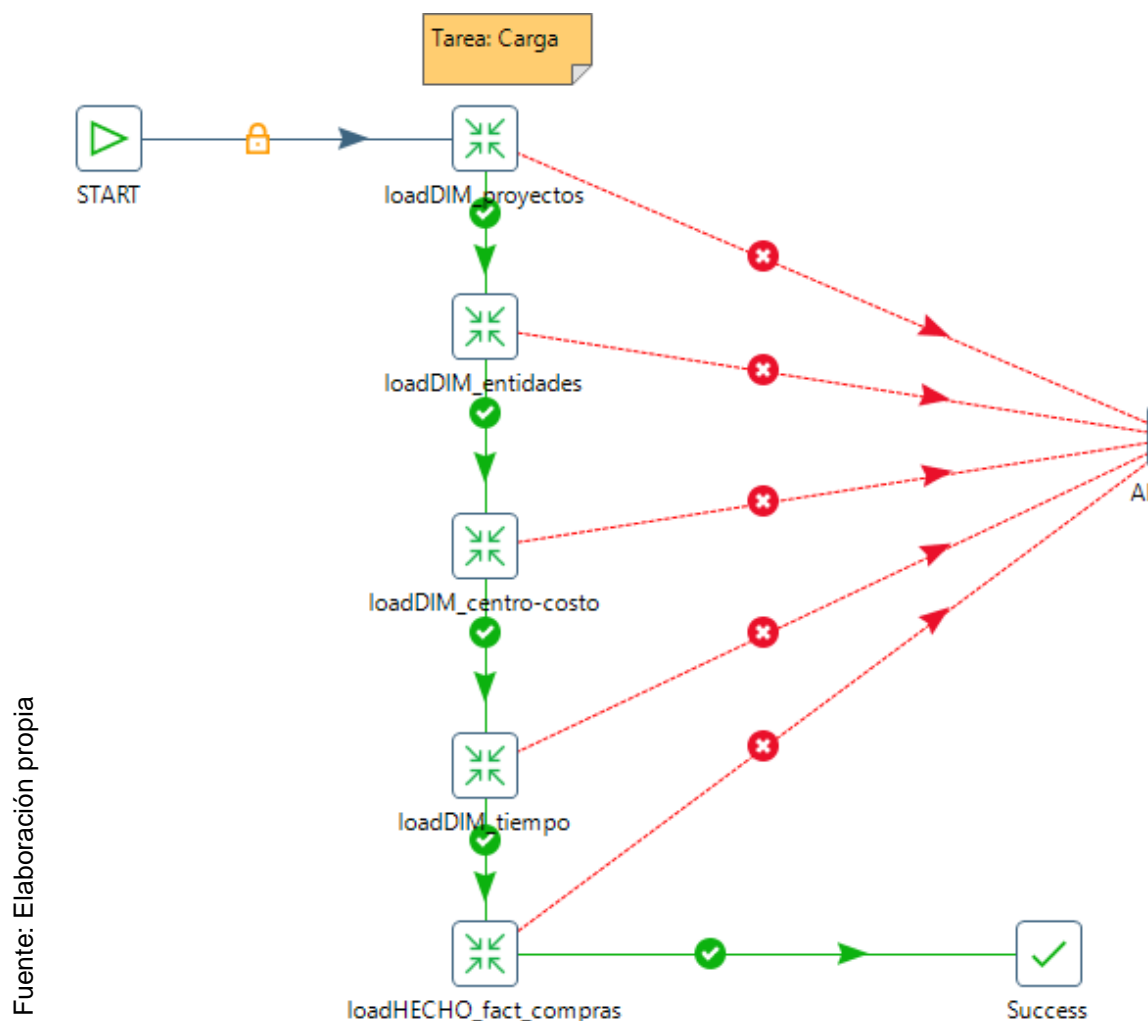 Tarea: Carga
START
loadDIM_proyectos
loadDIM_entidades
loadDIM_centro-costo
loadDIM_tiempo
loadHECHO_fact_compras
Success
Fuente: Elaboración propia